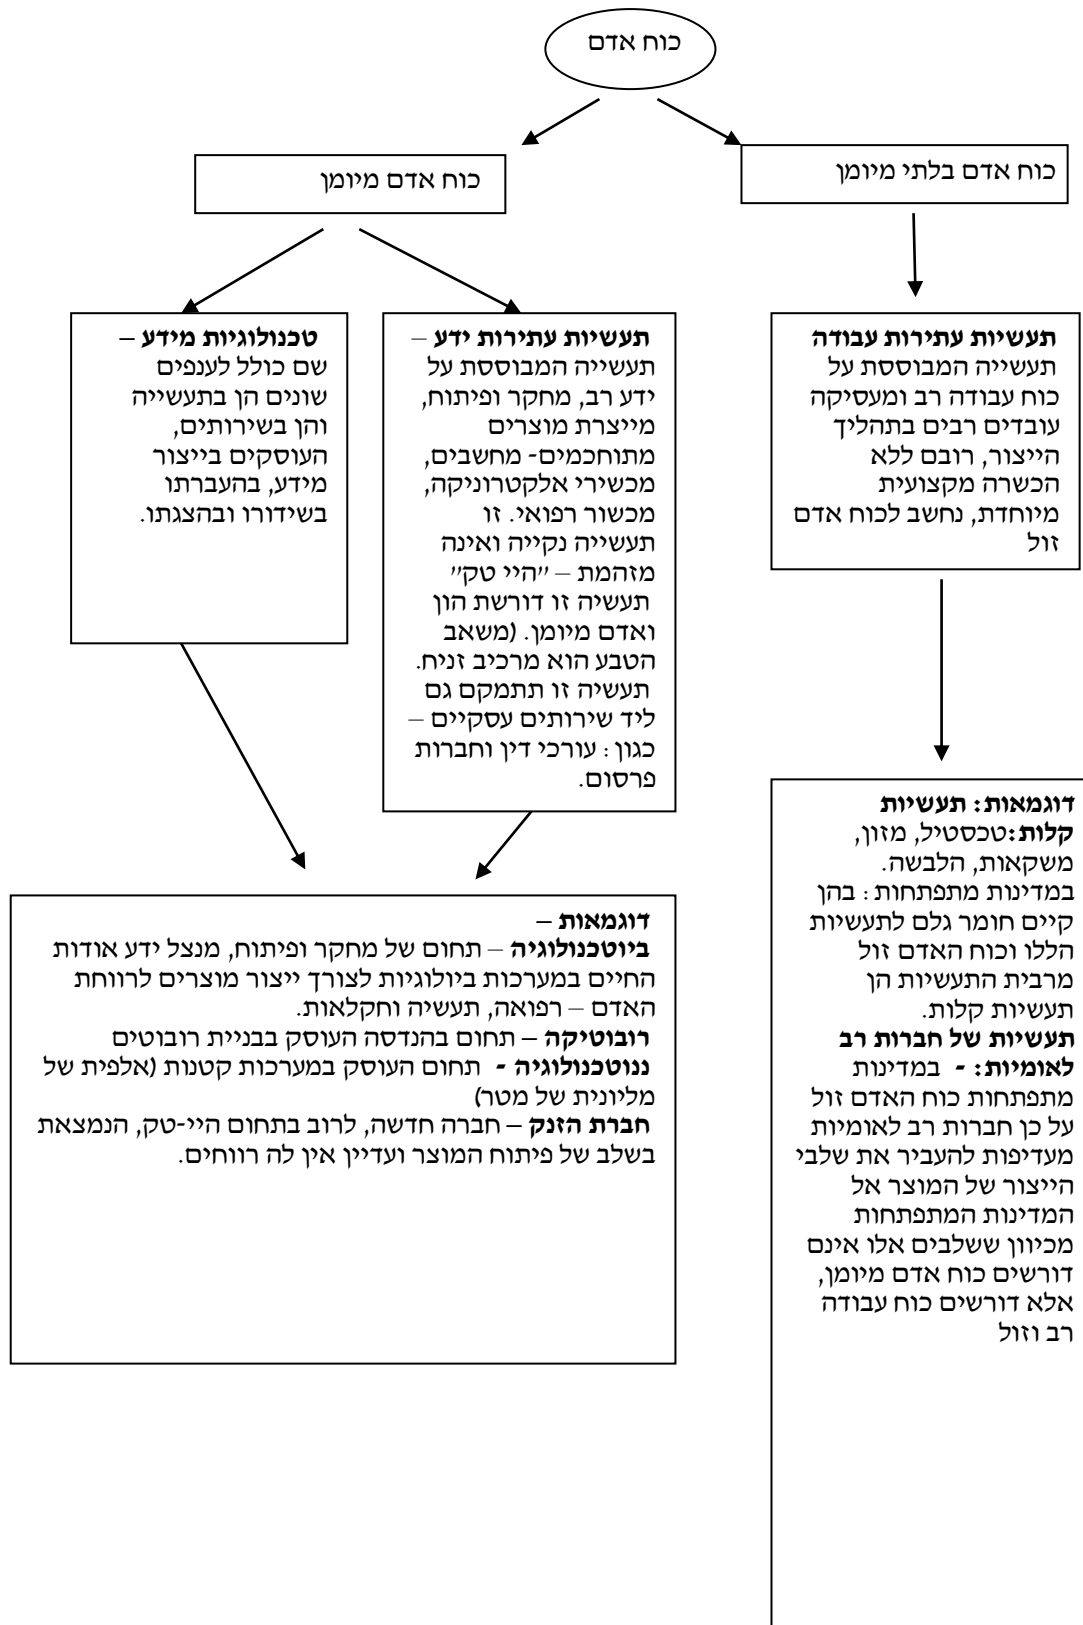 כוח אדם
כוח אדם בלתי מיומן
כוח אדם מיומן
תעשיות עתירות עבודה
תעשייה המבוססת על
כוח עבודה רב ומעסיקה
עובדים רבים בתהליך
הייצור, רובם ללא
הכשרה מקצועית
מיוחדת, נחשב לכוח אדם
זול
תעשיות עתירות ידע –
תעשייה המבוססת על
ידע רב, מחקר ופיתוח,
מייצרת מוצרים
מתוחכמים- מחשבים,
מכשירי אלקטרוניקה,
מכשור רפואי. זו
תעשייה נקייה ואינה
מזהמת – "היי טק"
תעשיה זו דורשת הון
ואדם מיומן. (משאב
הטבע הוא מרכיב זניח.
תעשיה זו תתמקם גם
ליד שירותים עסקיים –
כגון: עורכי דין וחברות
פרסום.
טכנולוגיות מידע –
שם כולל לענפים
שונים הן בתעשייה
והן בשירותים,
העוסקים בייצור
מידע, בהעברתו
בשידורו ובהצגתו.
דוגמאות: תעשיות
קלות:טכסטיל, מזון,
משקאות, הלבשה.
במדינות מתפתחות: בהן
קיים חומר גלם לתעשיות
הללו וכוח האדם זול
מרבית התעשיות הן
תעשיות קלות.
תעשיות של חברות רב
לאומיות: - במדינות
מתפתחות כוח האדם זול
על כן חברות רב לאומיות
מעדיפות להעביר את שלבי
הייצור של המוצר אל
המדינות המתפתחות
מכיוון ששלבים אלו אינם
דורשים כוח אדם מיומן,
אלא דורשים כוח עבודה
רב וזול
דוגמאות –
ביוטכנולוגיה – תחום של מחקר ופיתוח, מנצל ידע אודות
החיים במערכות ביולוגיות לצורך ייצור מוצרים לרווחת
האדם – רפואה, תעשיה וחקלאות.
רובוטיקה – תחום בהנדסה העוסק בבניית רובוטים
ננוטכנולוגיה - תחום העוסק במערכות קטנות (אלפית של
מליונית של מטר)
חברת הזנק – חברה חדשה, לרוב בתחום היי-טק, הנמצאת
בשלב של פיתוח המוצר ועדיין אין לה רווחים.